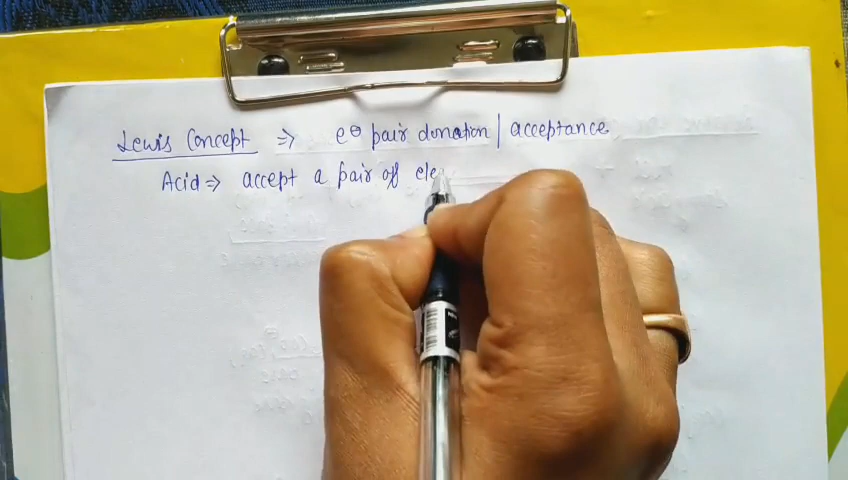 Lewis Concept ⇒ e⊖ pair donation | acceptance
Acid ⇒ accept a pair of ele